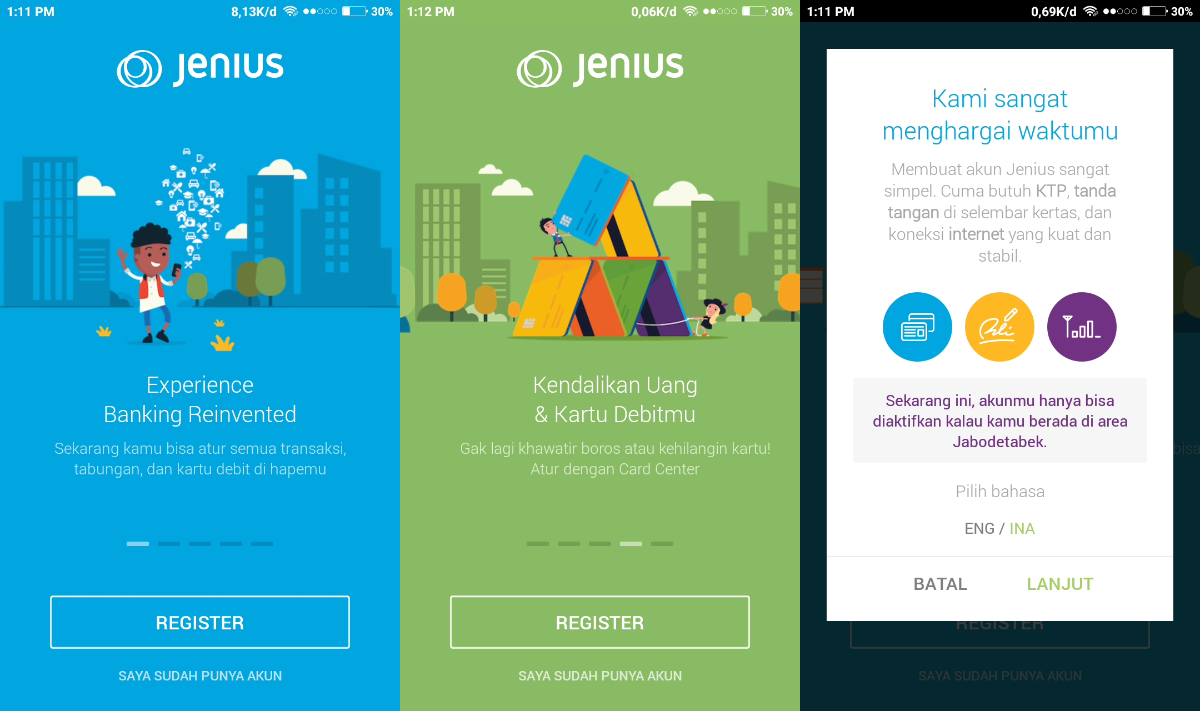 1:11 PM
8,13K/d
30%
Jenius
Experience
Banking Reinvented
Sekarang kamu bisa atur semua transaksi,
tabungan, dan kartu debit di hapemu
REGISTER
SAYA SUDAH PUNYA AKUN
1:12 PM
0,06K/d
30%
Jenius
Kendalikan Uang
& Kartu Debitmu
Gak lagi khawatir boros atau kehilangin kartu!
Atur dengan Card Center
REGISTER
SAYA SUDAH PUNYA AKUN
1:11 PM
0,69K/d
30%
Kami sangat
menghargai waktumu
Membuat akun Jenius sangat
simpel. Cuma butuh KTP, tanda
tangan di selembar kertas, dan
koneksi internet yang kuat dan
stabil.
Sekarang ini, akunmu hanya bisa
diaktifkan kalau kamu berada di area
Jabodetabek.
Pilih bahasa
ENG / INA
BATAL
LANJUT
REGISTER
SAYA SUDAH PUNYA AKUN